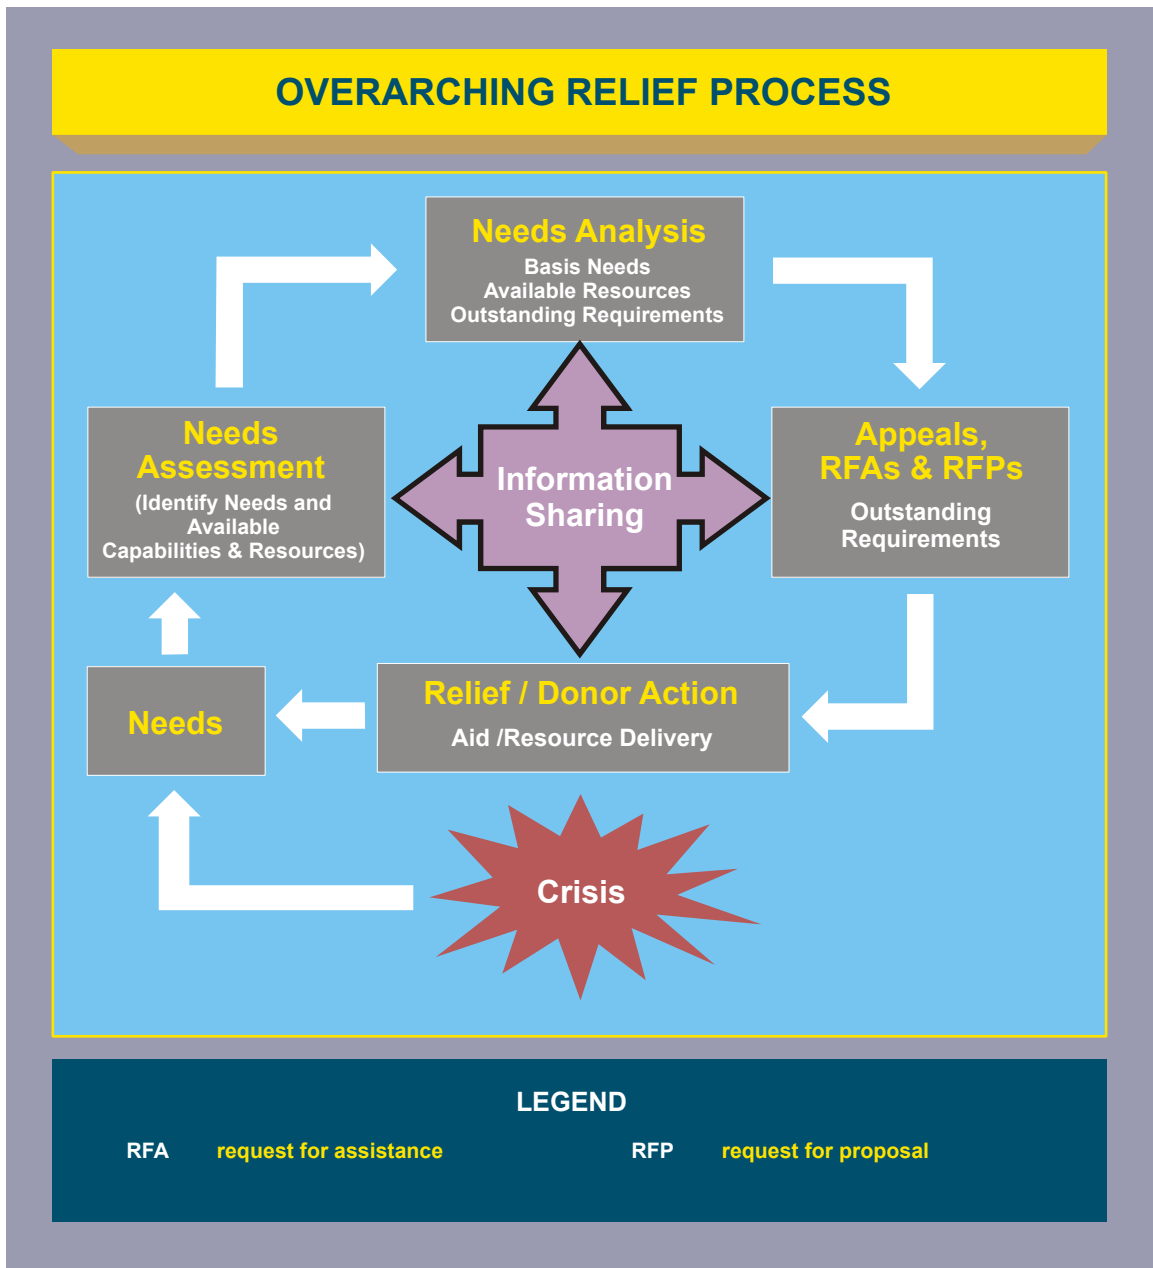 OVERARCHING RELIEF PROCESS
Needs Analysis
Basis Needs
Available Resources
Outstanding Requirements
Needs
Assessment
(Identify Needs and
Available
Capabilities & Resources)
Information
Sharing
Appeals,
RFAs & RFPs
Outstanding
Requirements
Needs
Relief / Donor Action
Aid /Resource Delivery
Crisis
LEGEND
RFA request for assistance
RFP request for proposal